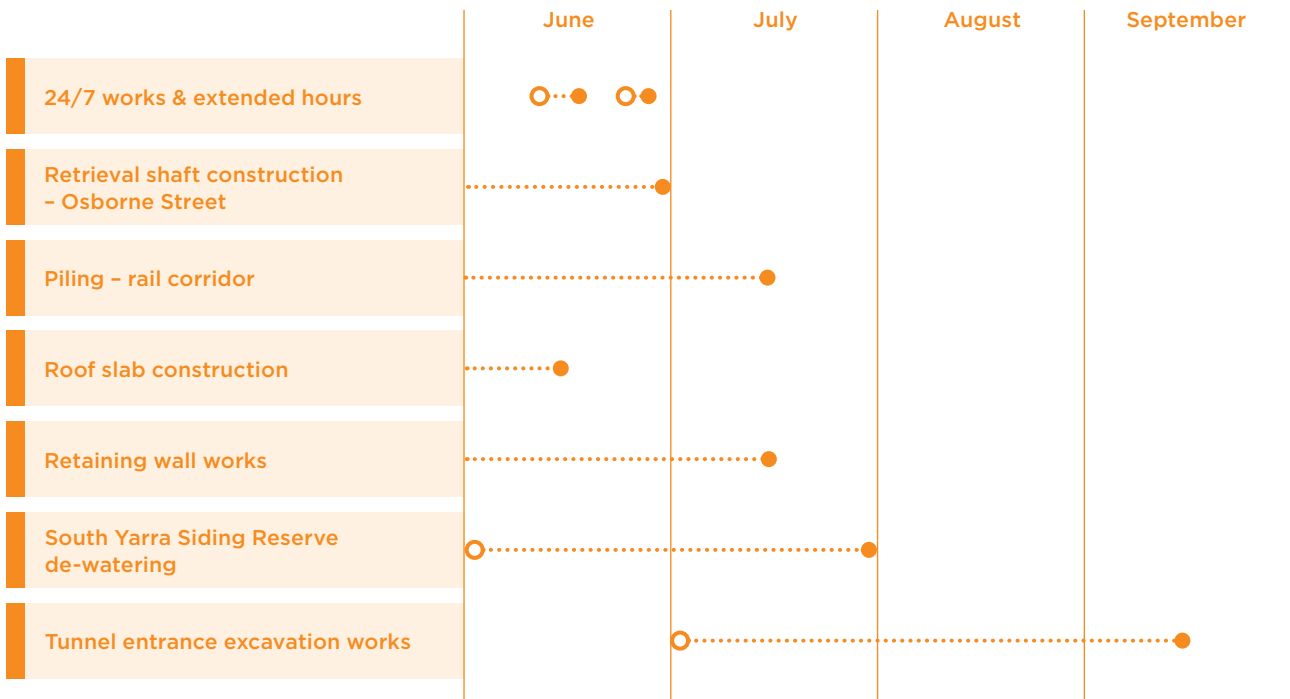 June July August September
24/7 works & extended hours
Retrieval shaft construction
– Osborne Street
Piling – rail corridor
Roof slab construction
Retaining wall works
South Yarra Siding Reserve
de-watering
Tunnel entrance excavation works